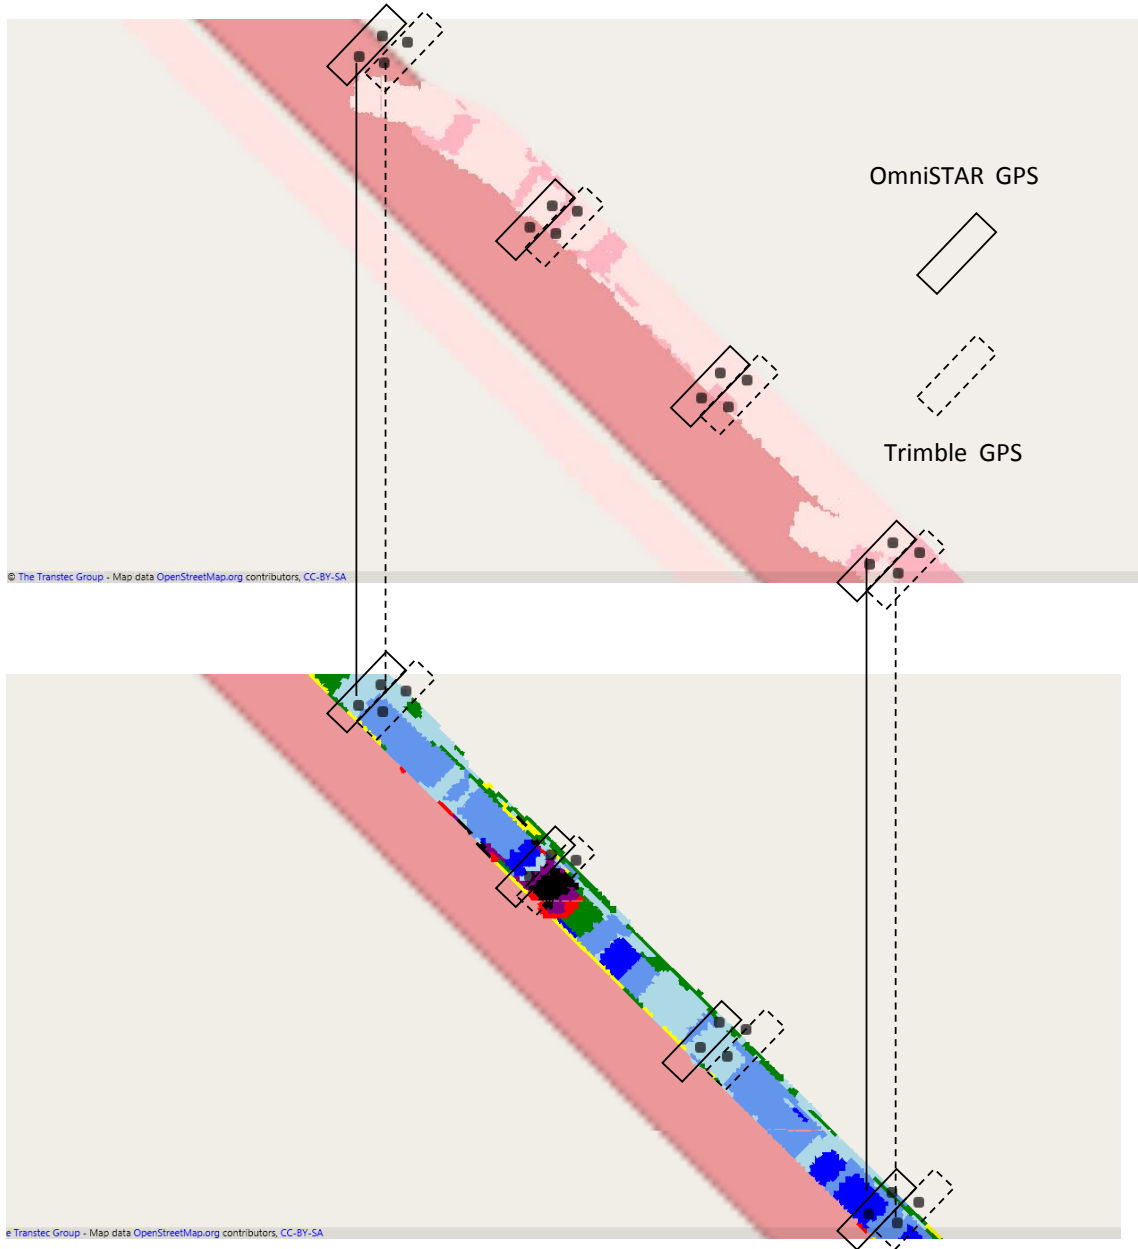 OmniSTAR GPS
Trimble GPS
© The Transtec Group - Map data OpenStreetMap.org contributors, CC-BY-SA
e Transtec Group - Map data OpenStreetMap.org contributors, CC-BY-SA